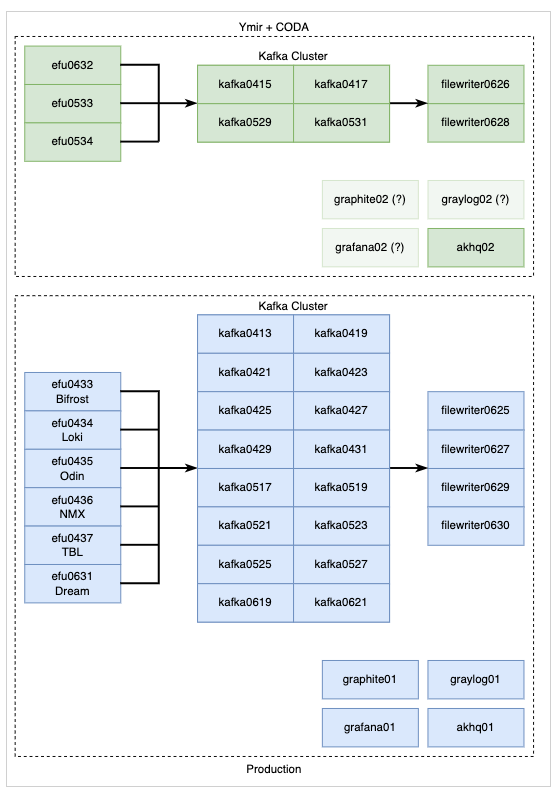 Ymir + CODA
Kafka Cluster
efu0632
efu0533
efu0534
kafka0415
kafka0417
kafka0529
kafka0531
filewriter0626
filewriter0628
graphite02 (?)
graylog02 (?)
grafana02 (?)
akhq02
Kafka Cluster
efu0433
Bifrost
efu0434
Loki
efu0435
Odin
efu0436
NMX
efu0437
TBL
efu0631
Dream
kafka0413
kafka0419
kafka0421
kafka0423
kafka0425
kafka0427
kafka0429
kafka0431
kafka0517
kafka0519
kafka0521
kafka0523
kafka0525
kafka0527
kafka0619
kafka0621
filewriter0625
filewriter0627
filewriter0629
filewriter0630
graphite01
graylog01
grafana01
akhq01
Production